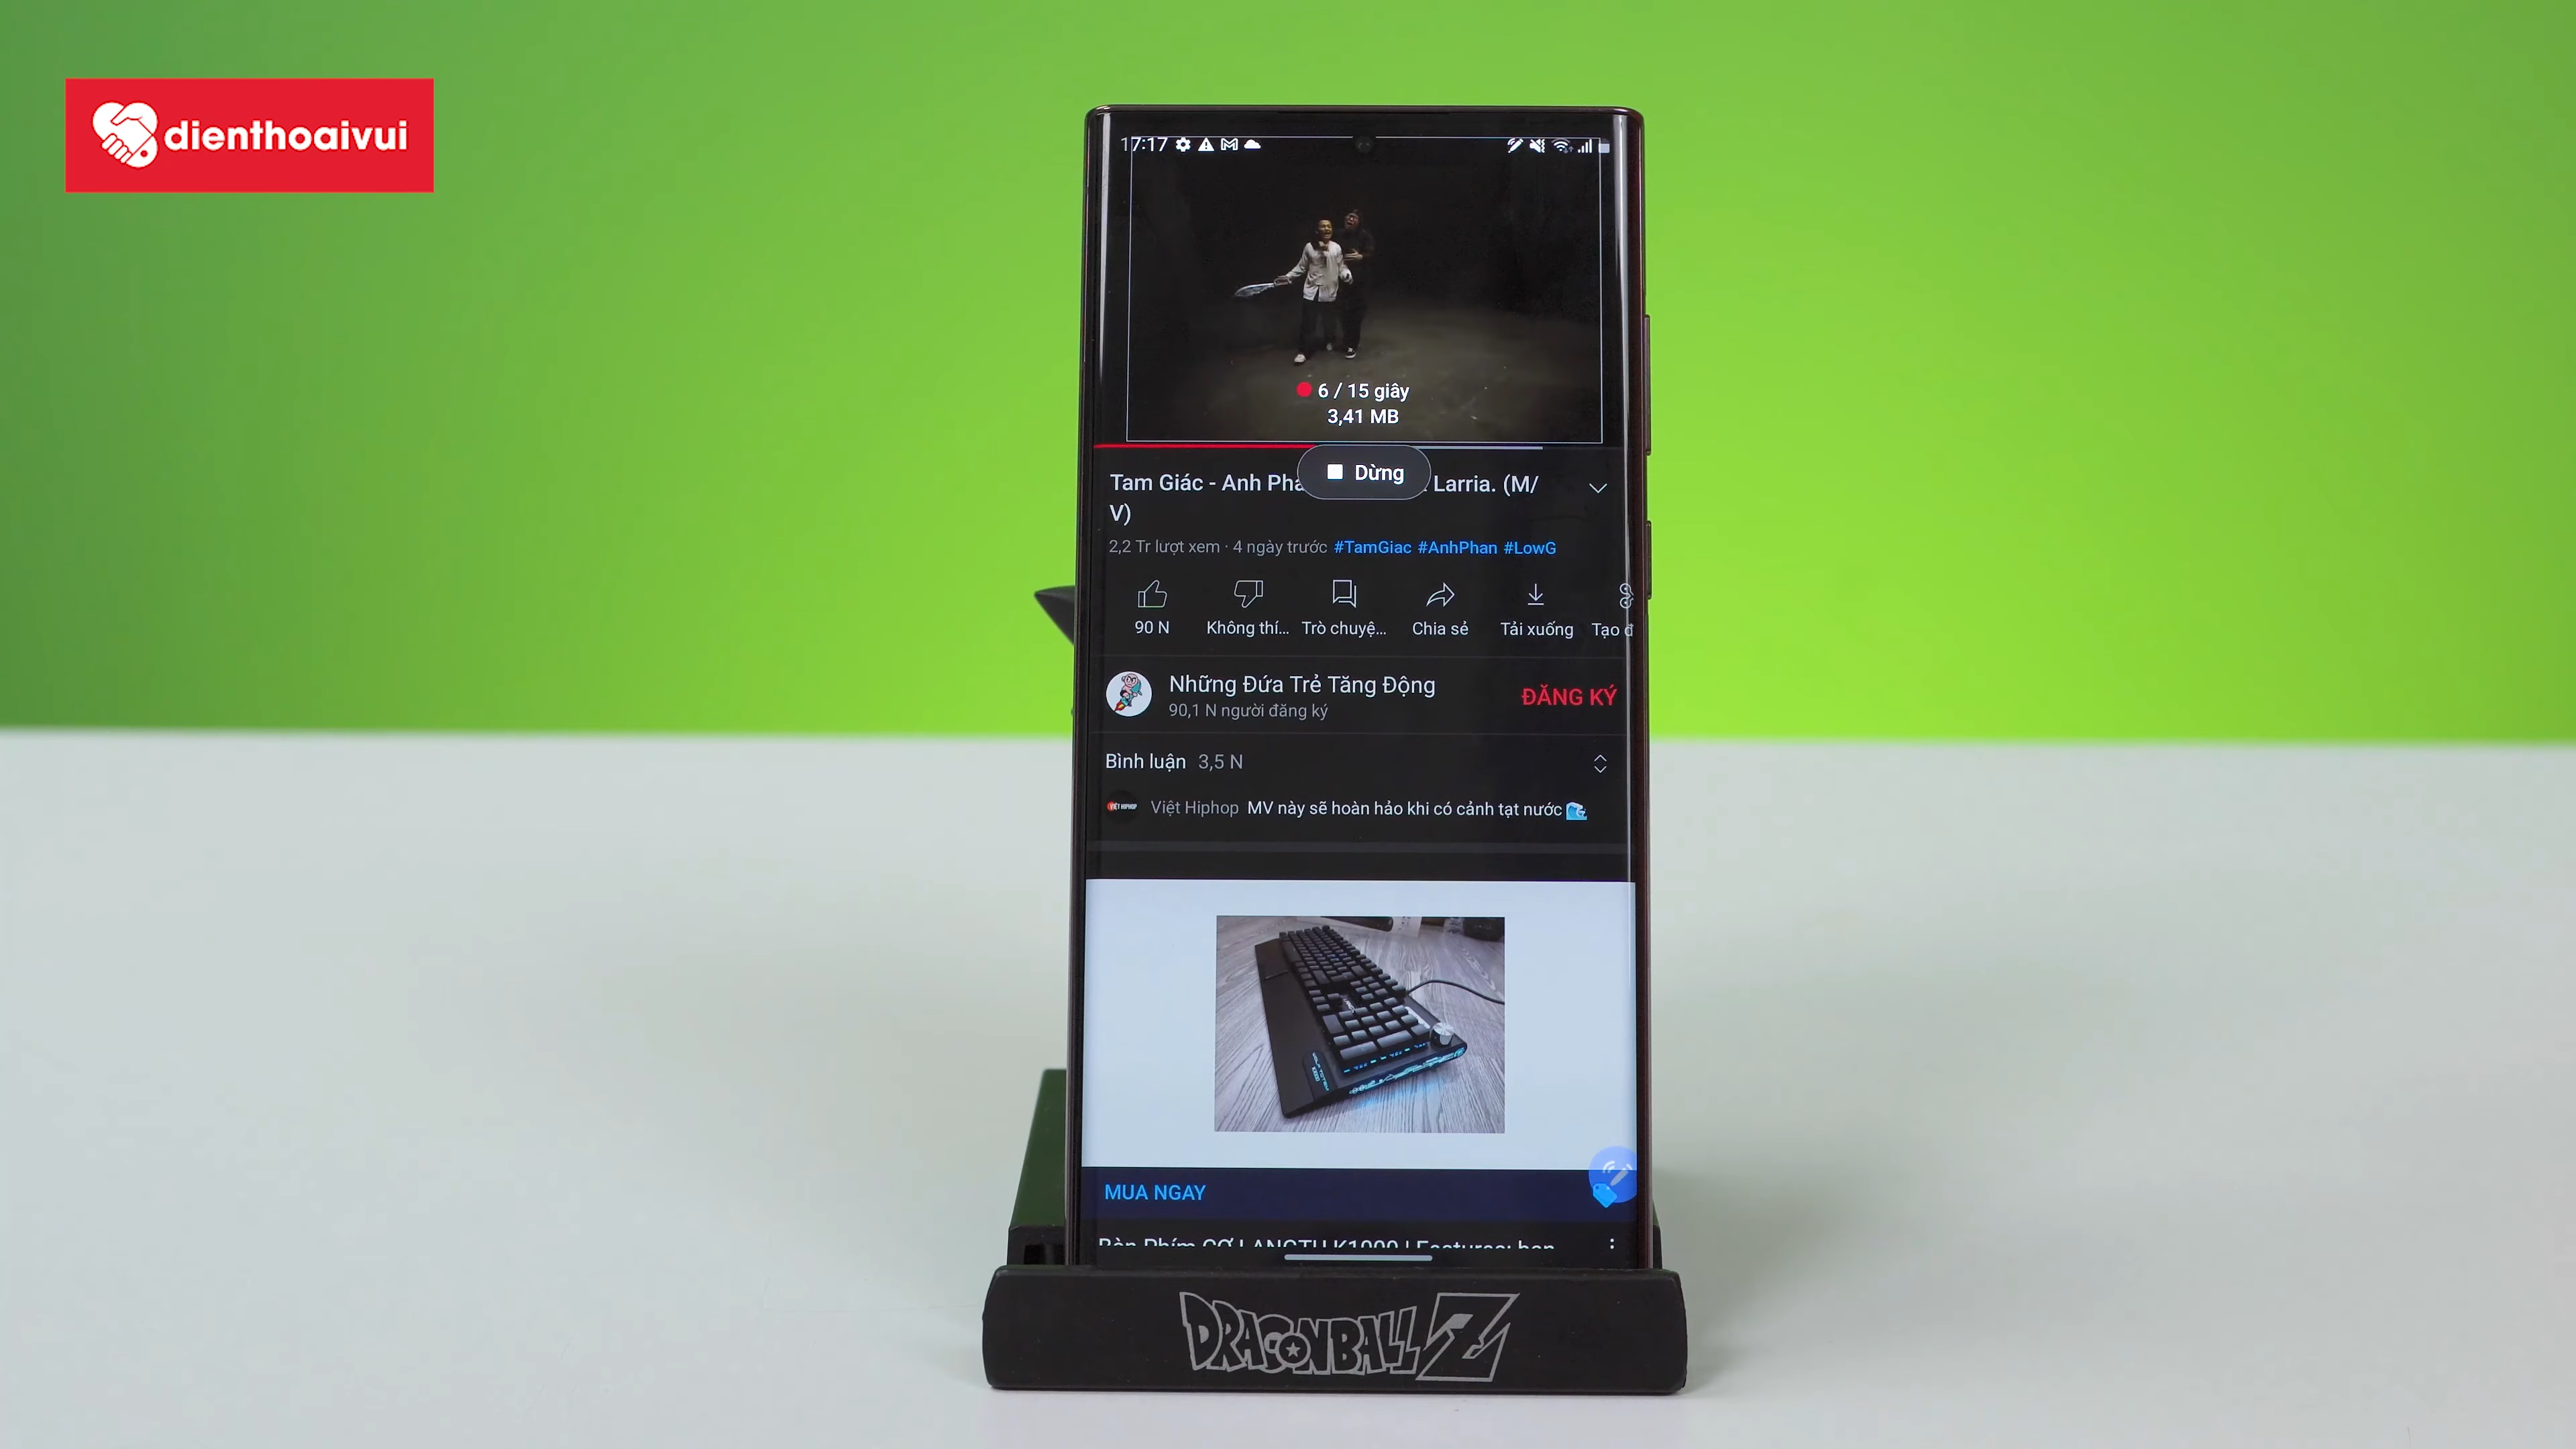 dienthoaivui
17:17
6 / 15 giây
3,41 MB
Dừng
Tam Giác - Anh Pha Larria. (M/
V)
2,2 Tr lượt xem · 4 ngày trước #TamGiac #AnhPhan #LowG
90 N Không thí... Trò chuyệ... Chia sẻ Tải xuống Tạo đ
Những Đứa Trẻ Tăng Động
90,1 N người đăng ký
ĐĂNG KÝ
Bình luận 3,5 N
VIỆT HIPHOP
Việt Hiphop MV này sẽ hoàn hảo khi có cảnh tạt nước
MUA NGAY
DRAGONBALL Z